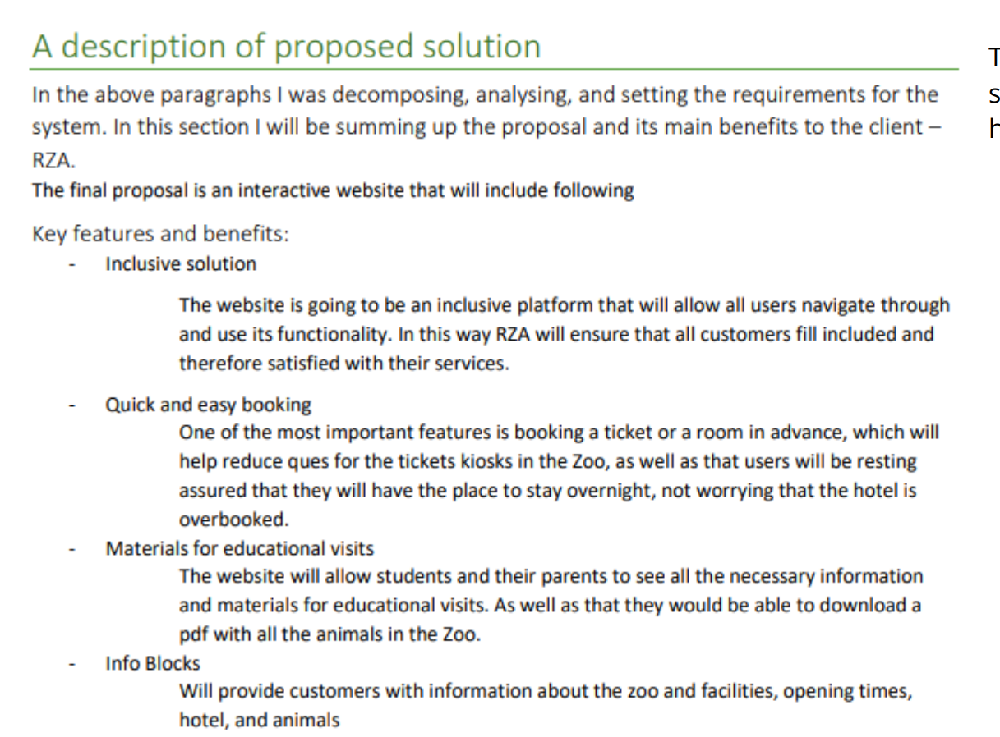 A description of proposed solution
In the above paragraphs I was decomposing, analysing, and setting the requirements for the
system. In this section I will be summing up the proposal and its main benefits to the client –
RZA.
The final proposal is an interactive website that will include following
Key features and benefits:
- Inclusive solution
The website is going to be an inclusive platform that will allow all users navigate through
and use its functionality. In this way RZA will ensure that all customers fill included and
therefore satisfied with their services.
- Quick and easy booking
One of the most important features is booking a ticket or a room in advance, which will
help reduce ques for the tickets kiosks in the Zoo, as well as that users will be resting
assured that they will have the place to stay overnight, not worrying that the hotel is
overbooked.
- Materials for educational visits
The website will allow students and their parents to see all the necessary information
and materials for educational visits. As well as that they would be able to download a
pdf with all the animals in the Zoo.
- Info Blocks
Will provide customers with information about the zoo and facilities, opening times,
hotel, and animals